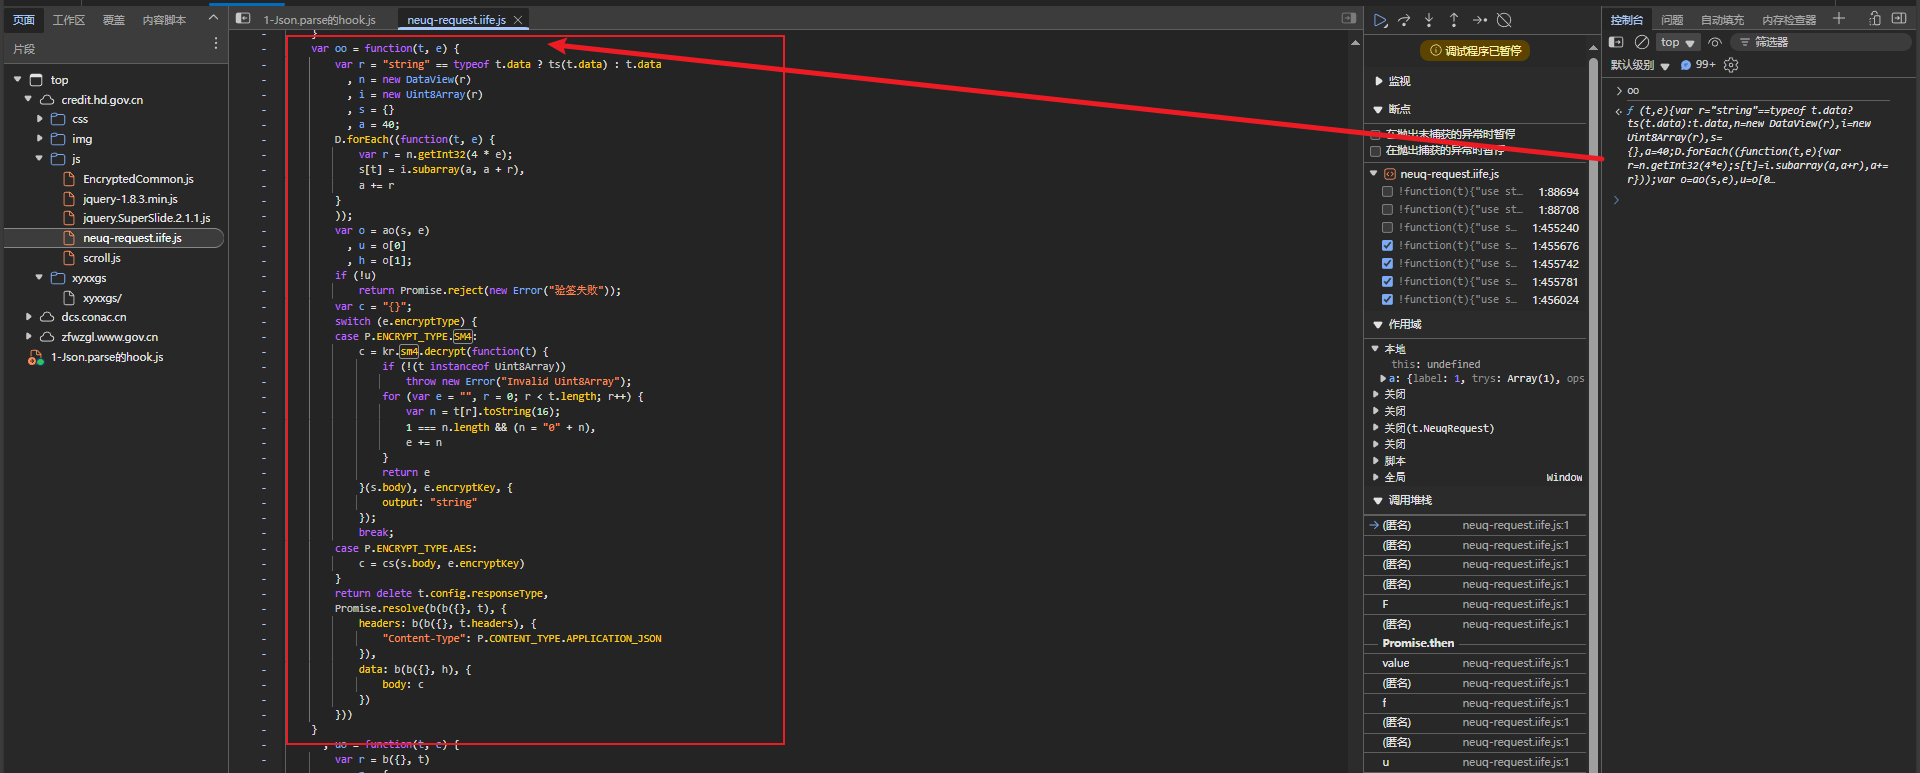 页面 工作区 覆盖 内容脚本
片段
top
credit.hd.gov.cn
css
img
js
EncryptedCommon.js
jquery-1.8.3.min.js
jquery.SuperSlide.2.1.1.js
neuq-request.iife.js
scroll.js
xyxxgs
xyxxgs/
dcs.conac.cn
zfwzgl.www.gov.cn
1-Json.parse的hook.js
1-Json.parse的hook.js neuq-request.iife.js
}
var oo = function(t, e) {
var r = "string" == typeof t.data ? ts(t.data) : t.data
, n = new DataView(r)
, i = new Uint8Array(r)
, s = {}
, a = 40;
D.forEach((function(t, e) {
var r = n.getInt32(4 * e);
s[t] = i.subarray(a, a + r),
a += r
}
));
var o = ao(s, e)
, u = o[0]
, h = o[1];
if (!u)
return Promise.reject(new Error("验签失败"));
var c = "{}";
switch (e.encryptType) {
case P.ENCRYPT_TYPE.SM4:
c = kr.sm4.decrypt(function(t) {
if (!(t instanceof Uint8Array))
throw new Error("Invalid Uint8Array");
for (var e = "", r = 0; r < t.length; r++) {
var n = t[r].toString(16);
1 === n.length && (n = "0" + n),
e += n
}
return e
}(s.body), e.encryptKey, {
output: "string"
});
break;
case P.ENCRYPT_TYPE.AES:
c = cs(s.body, e.encryptKey)
}
return delete t.config.responseType,
Promise.resolve(b(b({}, t), {
headers: b(b({}, t.headers), {
"Content-Type": P.CONTENT_TYPE.APPLICATION_JSON
}),
data: b(b({}, h), {
body: c
})
}))
}
, uo = function(t, e) {
var r = b({}, t)
调试程序已暂停
监视
断点
在抛出未捕获的异常时暂停
在抛出捕获的异常时暂停
neuq-request.iife.js
!function(t){"use st… 1:88694
!function(t){"use st… 1:88708
!function(t){"use s… 1:455240
!function(t){"use s… 1:455676
!function(t){"use s… 1:455742
!function(t){"use s… 1:455781
!function(t){"use s… 1:456024
作用域
本地
this: undefined
a: {label: 1, trys: Array(1), ops
关闭
关闭
关闭(t.NeuqRequest)
关闭
脚本
全局 Window
调用堆栈
(匿名) neuq-request.iife.js:1
(匿名) neuq-request.iife.js:1
(匿名) neuq-request.iife.js:1
(匿名) neuq-request.iife.js:1
F neuq-request.iife.js:1
(匿名) neuq-request.iife.js:1
Promise.then
value neuq-request.iife.js:1
(匿名) neuq-request.iife.js:1
f neuq-request.iife.js:1
(匿名) neuq-request.iife.js:1
(匿名) neuq-request.iife.js:1
u neuq-request.iife.js:1
控制台 问题 自动填充 内存检查器
top 筛选器
默认级别 99+
oo
f (t,e){var r="string"==typeof t.data?
ts(t.data):t.data,n=new DataView(r),i=new
Uint8Array(r),s=
{},a=40;D.forEach((function(t,e){var
r=n.getInt32(4*e);s[t]=i.subarray(a,a+r),a+=
r}));var o=ao(s,e),u=o[0…